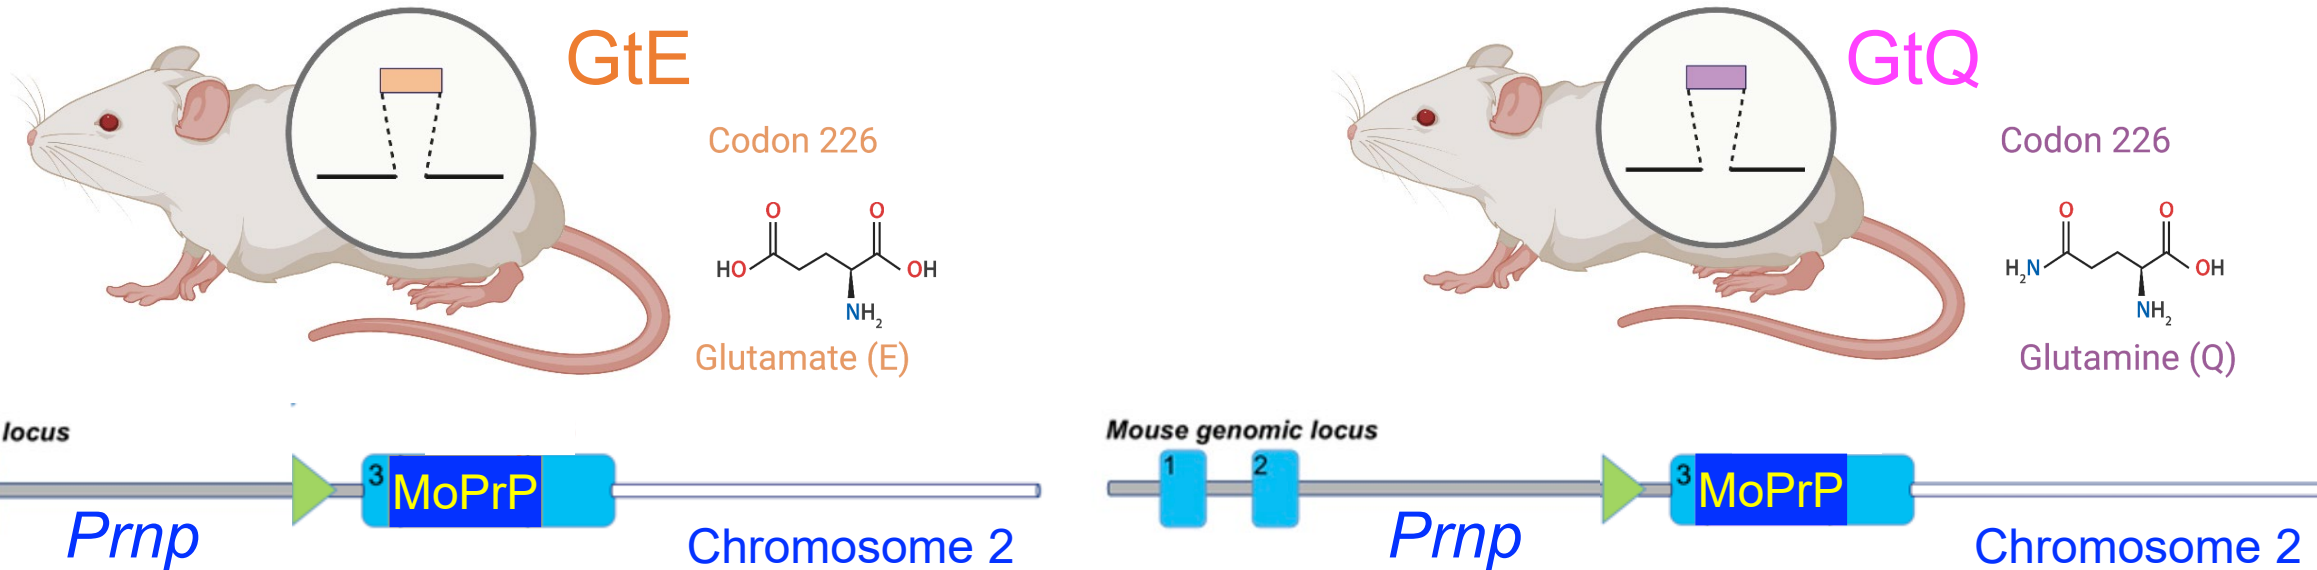 GtE
Codon 226
O O
HO OH
NH2
Glutamate (E)
locus
3 MoPrP
Prnp
Chromosome 2
GtQ
Codon 226
O O
H2N OH
NH2
Glutamine (Q)
Mouse genomic locus
1 2 3 MoPrP
Prnp
Chromosome 2